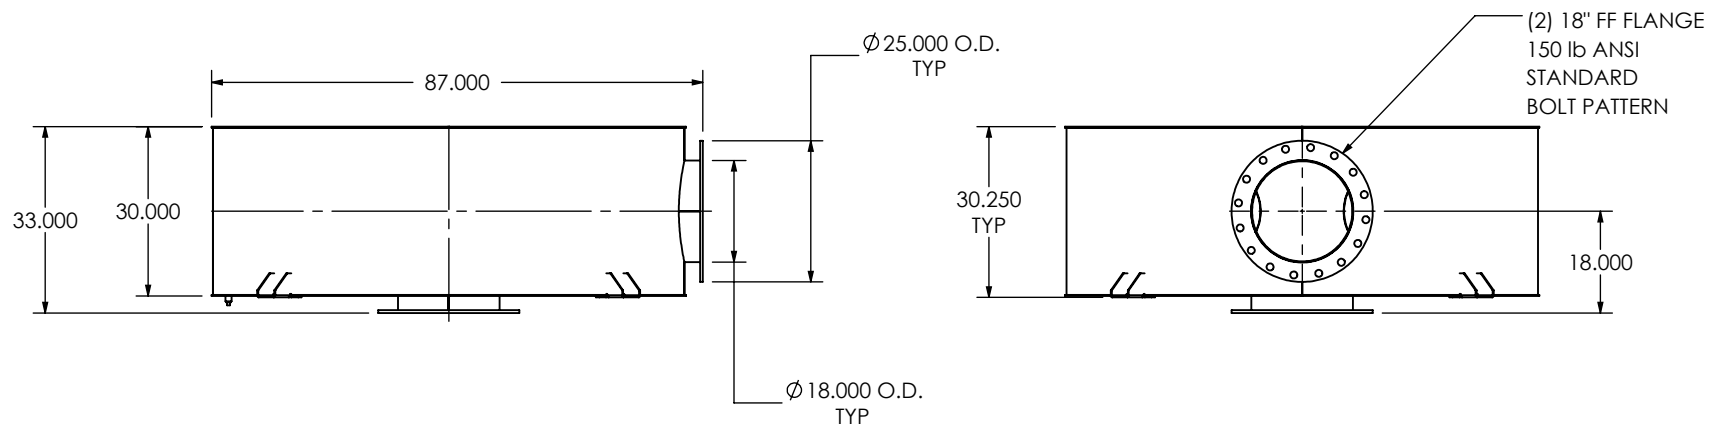 (2) 18" FF FLANGE
150 lb ANSI
STANDARD
BOLT PATTERN
Ø25.000 O.D.
TYP
87.000
33.000
30.000
30.250
TYP
18.000
Ø18.000 O.D.
TYP